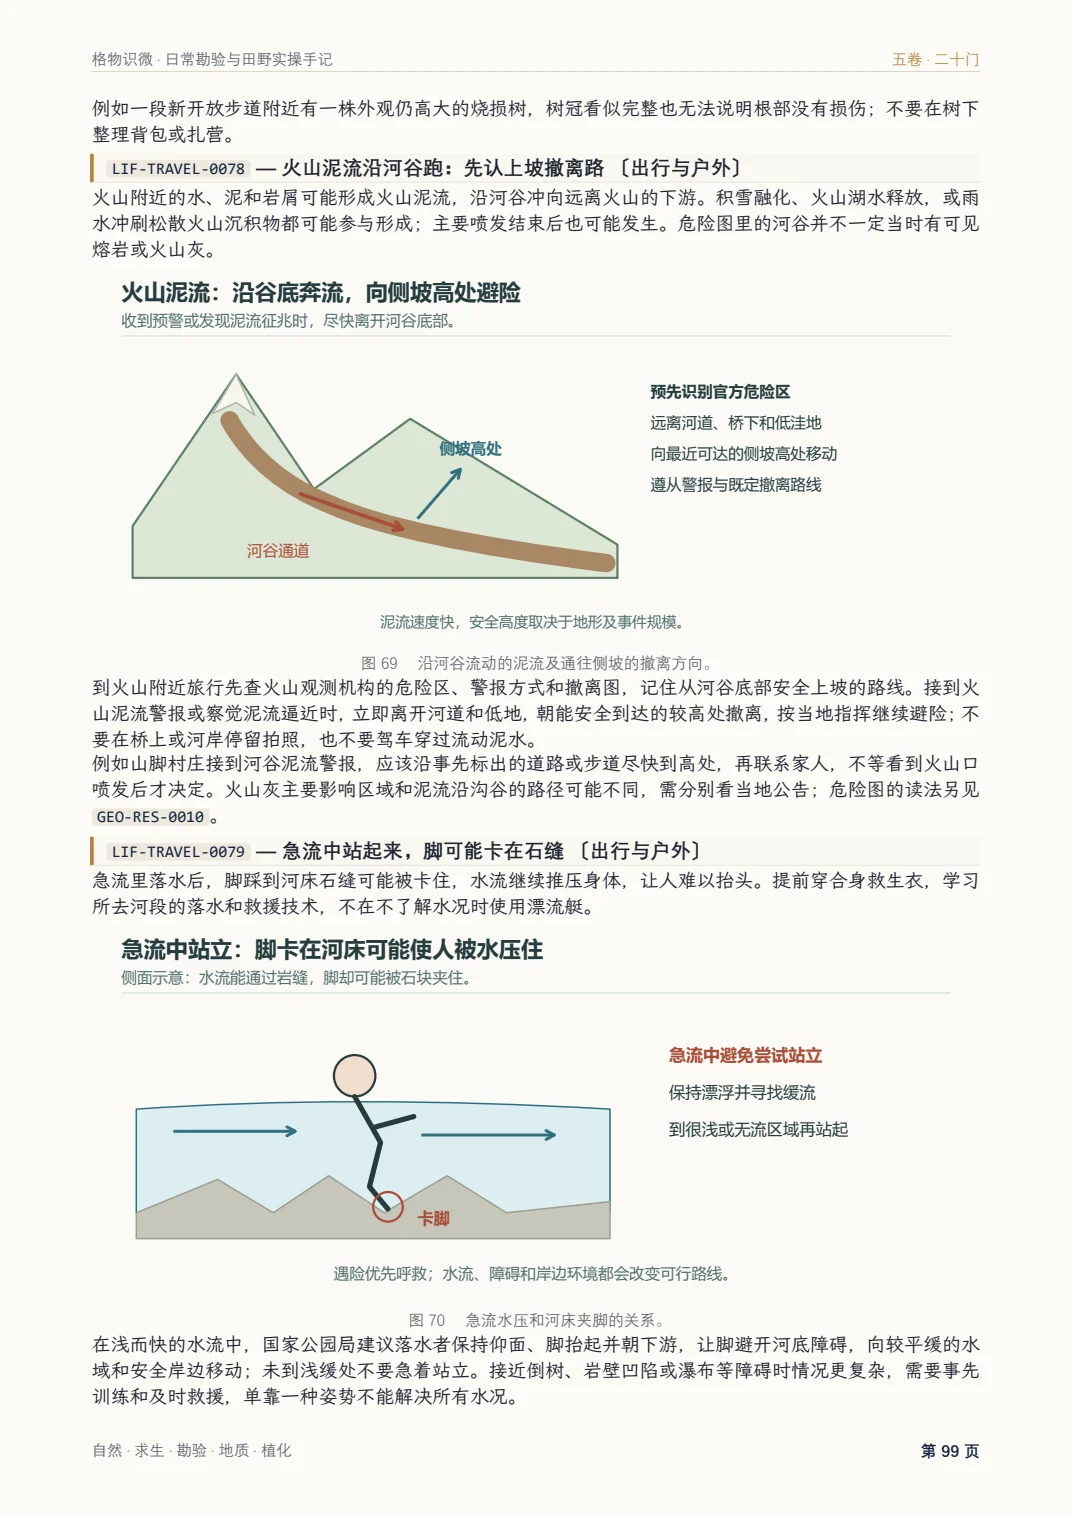 格物识微 · 日常勘验与田野实操手记
五卷 · 二十门
例如一段新开放步道附近有一株外观仍高大的烧损树，树冠看似完整也无法说明根部没有损伤；不要在树下
整理背包或扎营。
LIF-TRAVEL-0078 — 火山泥流沿河谷跑：先认上坡撤离路 〔出行与户外〕
火山附近的水、泥和岩屑可能形成火山泥流，沿河谷冲向远离火山的下游。积雪融化、火山湖水释放，或雨
水冲刷松散火山沉积物都可能参与形成；主要喷发结束后也可能发生。危险图里的河谷并不一定当时有可见
熔岩或火山灰。
火山泥流：沿谷底奔流，向侧坡高处避险
收到预警或发现泥流征兆时，尽快离开河谷底部。
侧坡高处
河谷通道
预先识别官方危险区
远离河道、桥下和低洼地
向最近可达的侧坡高处移动
遵从警报与既定撤离路线
泥流速度快，安全高度取决于地形及事件规模。
图 69 沿河谷流动的泥流及通往侧坡的撤离方向。
到火山附近旅行先查火山观测机构的危险区、警报方式和撤离图，记住从河谷底部安全上坡的路线。接到火
山泥流警报或察觉泥流逼近时，立即离开河道和低地，朝能安全到达的较高处撤离，按当地指挥继续避险；不
要在桥上或河岸停留拍照，也不要驾车穿过流动泥水。
例如山脚村庄接到河谷泥流警报，应该沿事先标出的道路或步道尽快到高处，再联系家人，不等看到火山口
喷发后才决定。火山灰主要影响区域和泥流沿沟谷的路径可能不同，需分别看当地公告；危险图的读法另见
GEO-RES-0010 。
LIF-TRAVEL-0079 — 急流中站起来，脚可能卡在石缝 〔出行与户外〕
急流里落水后，脚踩到河床石缝可能被卡住，水流继续推压身体，让人难以抬头。提前穿合身救生衣，学习
所去河段的落水和救援技术，不在不了解水况时使用漂流艇。
急流中站立：脚卡在河床可能使人被水压住
侧面示意：水流能通过岩缝，脚却可能被石块夹住。
急流中避免尝试站立
保持漂浮并寻找缓流
到很浅或无流区域再站起
卡脚
遇险优先呼救；水流、障碍和岸边环境都会改变可行路线。
图 70 急流水压和河床夹脚的关系。
在浅而快的水流中，国家公园局建议落水者保持仰面、脚抬起并朝下游，让脚避开河底障碍，向较平缓的水
域和安全岸边移动；未到浅缓处不要急着站立。接近倒树、岩壁凹陷或瀑布等障碍时情况更复杂，需要事先
训练和及时救援，单靠一种姿势不能解决所有水况。
自然 · 求生 · 勘验 · 地质 · 植化
第 99 页